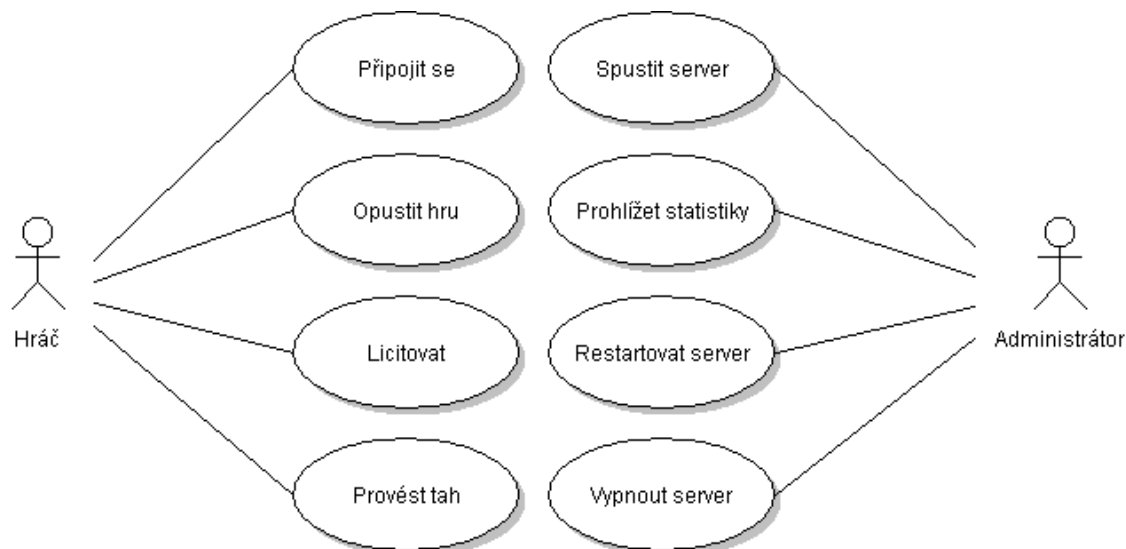 Připojit se
Spustit server
Opustit hru
Prohlížet statistiky
Hráč
Administrátor
Licitovat
Restartovat server
Provést tah
Vypnout server